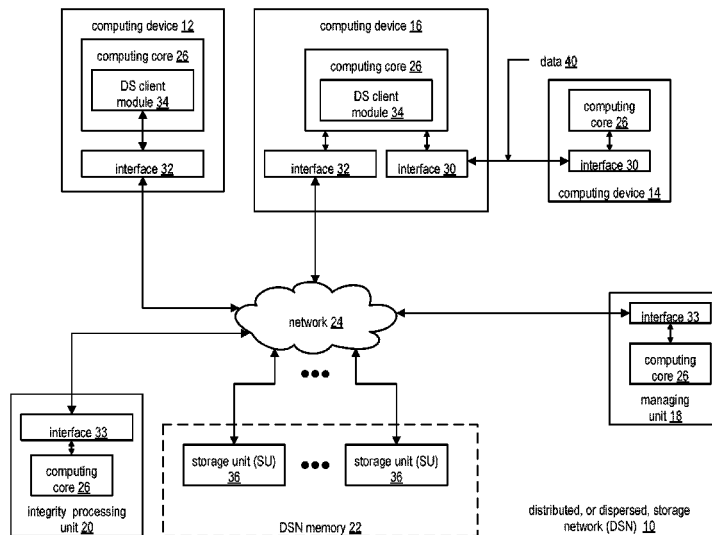 computing device 12
computing core 26
DS client
module 34
interface 32
computing device 16
computing core 26
DS client
module 34
interface 32
interface 30
data 40
computing
core 26
interface 30
computing device 14
network 24
interface 33
computing
core 26
managing
unit 18
interface 33
computing
core 26
integrity processing
unit 20
storage unit (SU)
36
storage unit (SU)
36
DSN memory 22
distributed, or dispersed, storage
network (DSN) 10